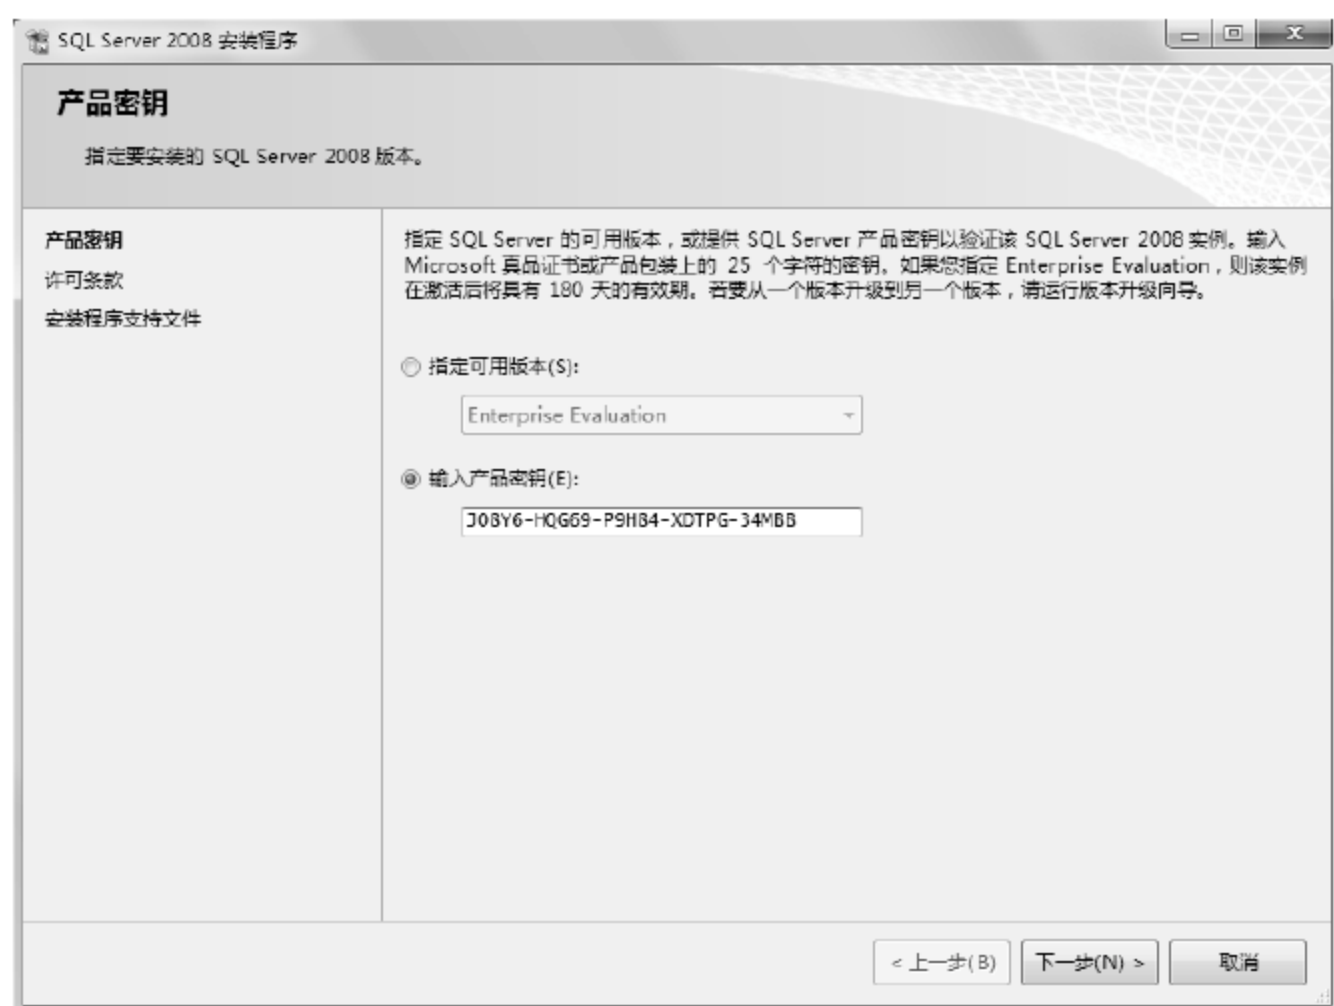 SQL Server 2008 安装程序
产品密钥
指定要安装的 SQL Server 2008 版本。
产品密钥
许可条款
安装程序支持文件
指定 SQL Server 的可用版本，或提供 SQL Server 产品密钥以验证该 SQL Server 2008 实例。输入
Microsoft 真品证书或产品包装上的 25 个字符的密钥。如果您指定 Enterprise Evaluation，则该实例
在激活后将具有 180 天的有效期。若要从一个版本升级到另一个版本，请运行版本升级向导。
指定可用版本(S):
Enterprise Evaluation
输入产品密钥(E):
< 上一步(B)
下一步(N) >
取消